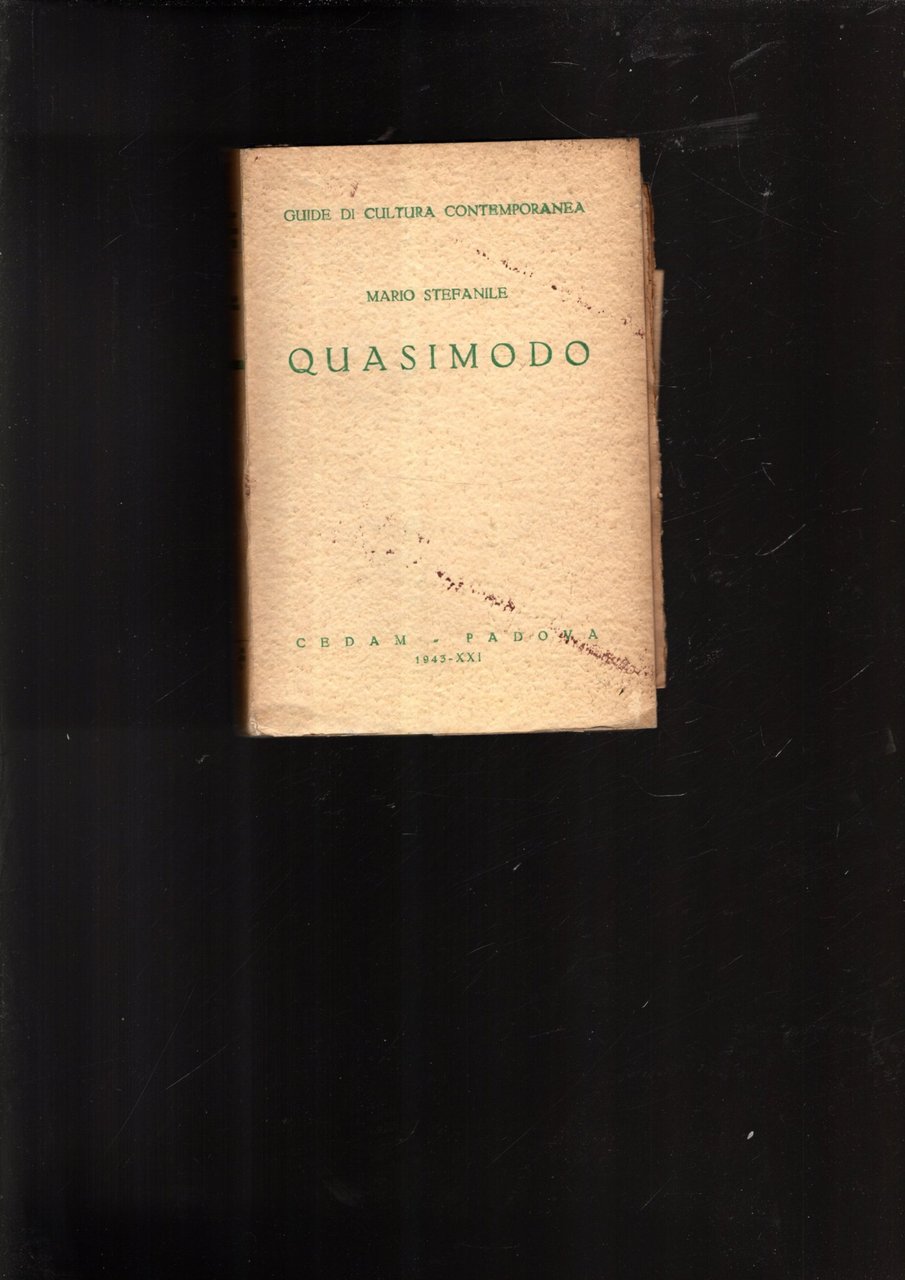 GUIDE DI CULTURA CONTEMPORANEA
MARIO STEFANILE
QUASIMODO
CEDAM - PADOVA
1943-XXI